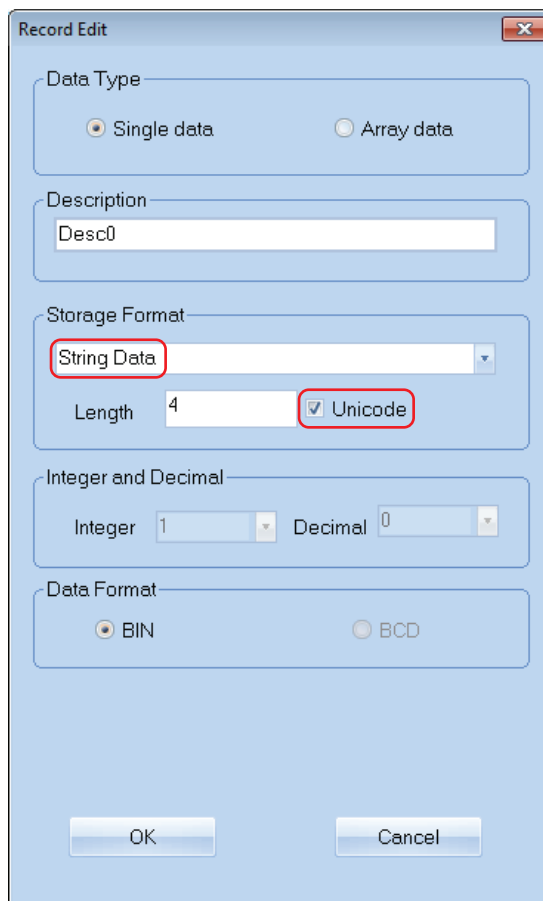 Record Edit
Data Type
Single data Array data
Description
Desc0
Storage Format
String Data
Length 4 Unicode
Integer and Decimal
Integer 1 Decimal 0
Data Format
BIN BCD
OK Cancel